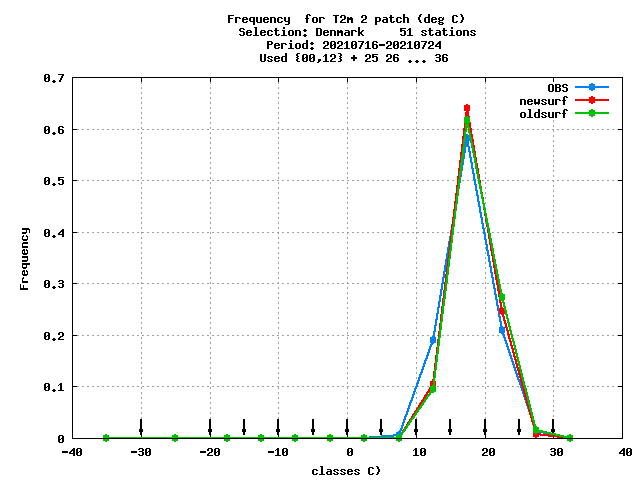 Frequency  for T2m 2 patch (deg C)
Selection: Denmark     51 stations
Period: 20210716-20210724
Used {00,12} + 25 26 ... 36
OBS
newsurf
oldsurf
Frequency
0.7
0.6
0.5
0.4
0.3
0.2
0.1
0
-40 -30 -20 -10 0 10 20 30 40
classes C)